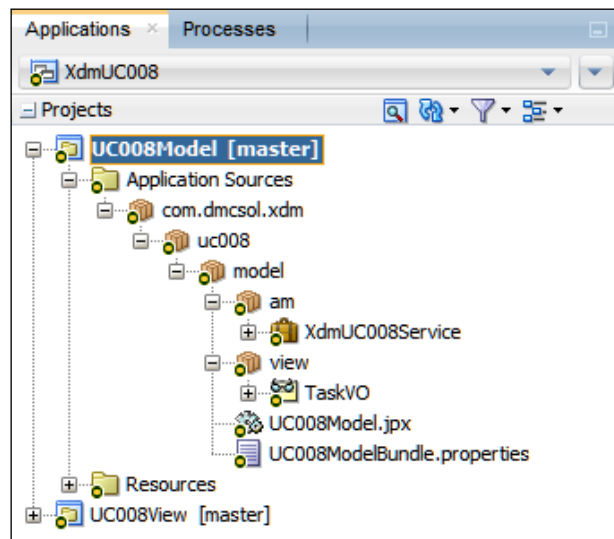 Applications
Processes
XdmUC008
Projects
UC008Model [master]
Application Sources
com.dmcsol.xdm
uc008
model
am
XdmUC008Service
view
TaskVO
UC008Model.jpx
UC008ModelBundle.properties
Resources
UC008View [master]